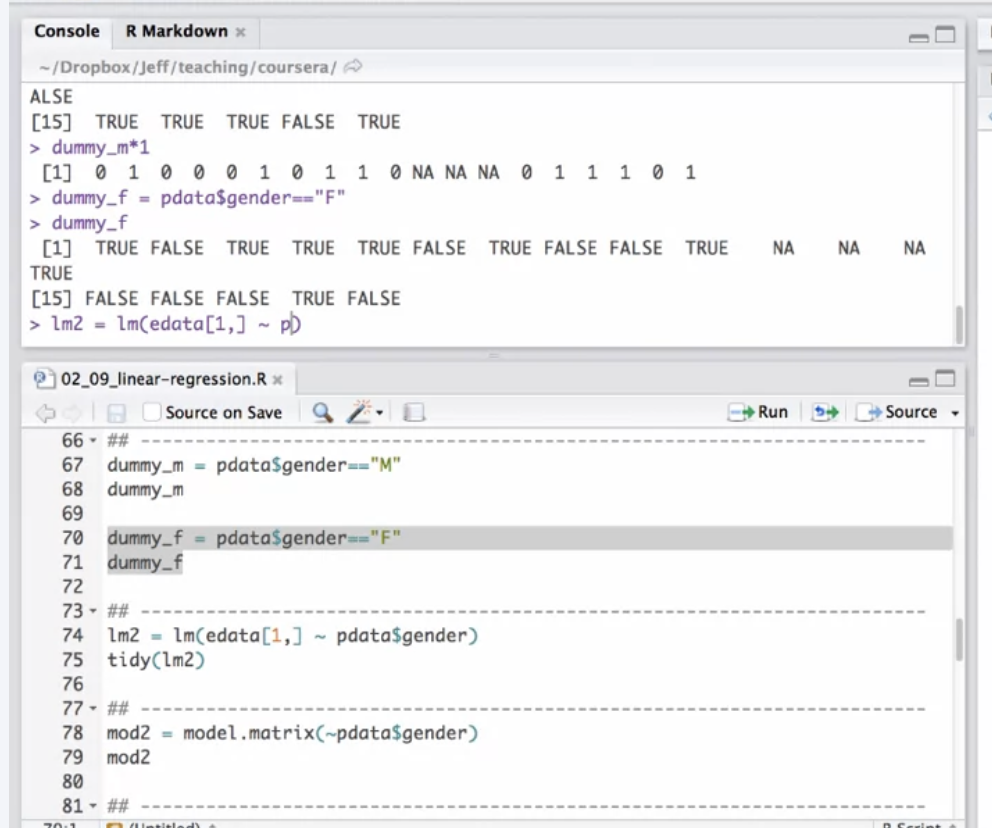 Console R Markdown ×
~/Dropbox/Jeff/teaching/coursera/
ALSE
[15]  TRUE  TRUE  TRUE FALSE  TRUE
> dummy_m*1
 [1]  0  1  0  0  0  1  0  1  1  0 NA NA NA  0  1  1  1  0  1
> dummy_f = pdata$gender=="F"
> dummy_f
 [1]  TRUE FALSE  TRUE  TRUE  TRUE FALSE  TRUE FALSE FALSE  TRUE    NA    NA    NA
TRUE
[15] FALSE FALSE FALSE  TRUE FALSE
> lm2 = lm(edata[1,] ~ p)
02_09_linear-regression.R ×
Source on Save Run Source
66 ## ------------------------------------------------------------
67 dummy_m = pdata$gender=="M"
68 dummy_m
69
70 dummy_f = pdata$gender=="F"
71 dummy_f
72
73 ## ------------------------------------------------------------
74 lm2 = lm(edata[1,] ~ pdata$gender)
75 tidy(lm2)
76
77 ## ------------------------------------------------------------
78 mod2 = model.matrix(~pdata$gender)
79 mod2
80
81 ## ------------------------------------------------------------
(Untitled) R Script